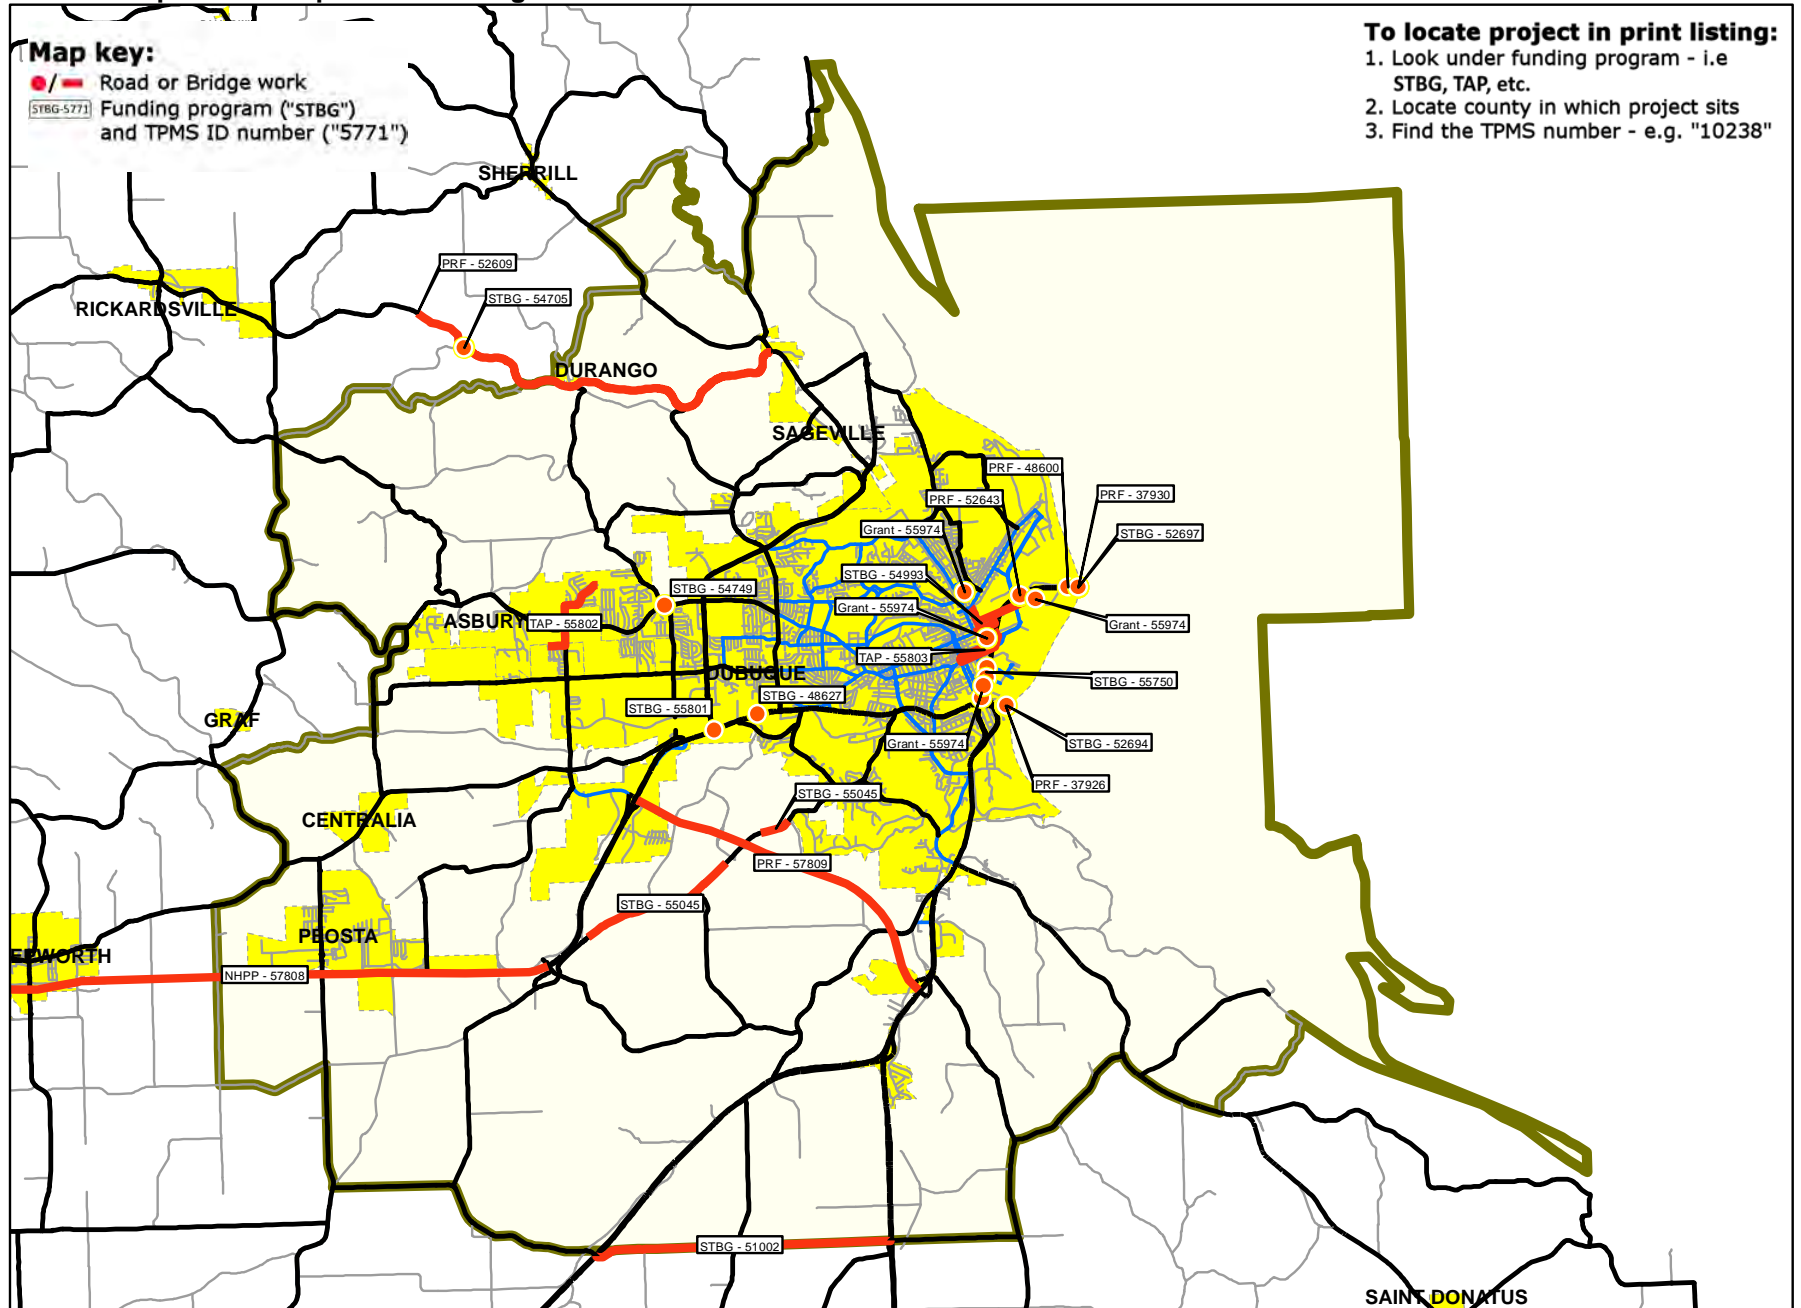 Map key:
/ Road or Bridge work
STBG-5771 Funding program ("STBG")
and TPMS ID number ("5771")
To locate project in print listing:
1. Look under funding program - i.e
STBG, TAP, etc.
2. Locate county in which project sits
3. Find the TPMS number - e.g. "10238"
SHERRILL
PRF - 52609
STBG - 54705
RICKARDSVILLE
DURANGO
SAGEVILLE
PRF - 48600
PRF - 37930
PRF - 52643
Grant - 55974
STBG - 52697
STBG - 54993
STBG - 54749
Grant - 55974
ASBURY
TAP - 55802
Grant - 55974
TAP - 55803
DUBUQUE
STBG - 55750
STBG - 48627
STBG - 55801
GRAF
Grant - 55974
STBG - 52694
PRF - 37926
STBG - 55045
CENTRALIA
PRF - 57809
STBG - 55045
PEOSTA
NHPP - 57808
STBG - 51002
SAINT DONATUS